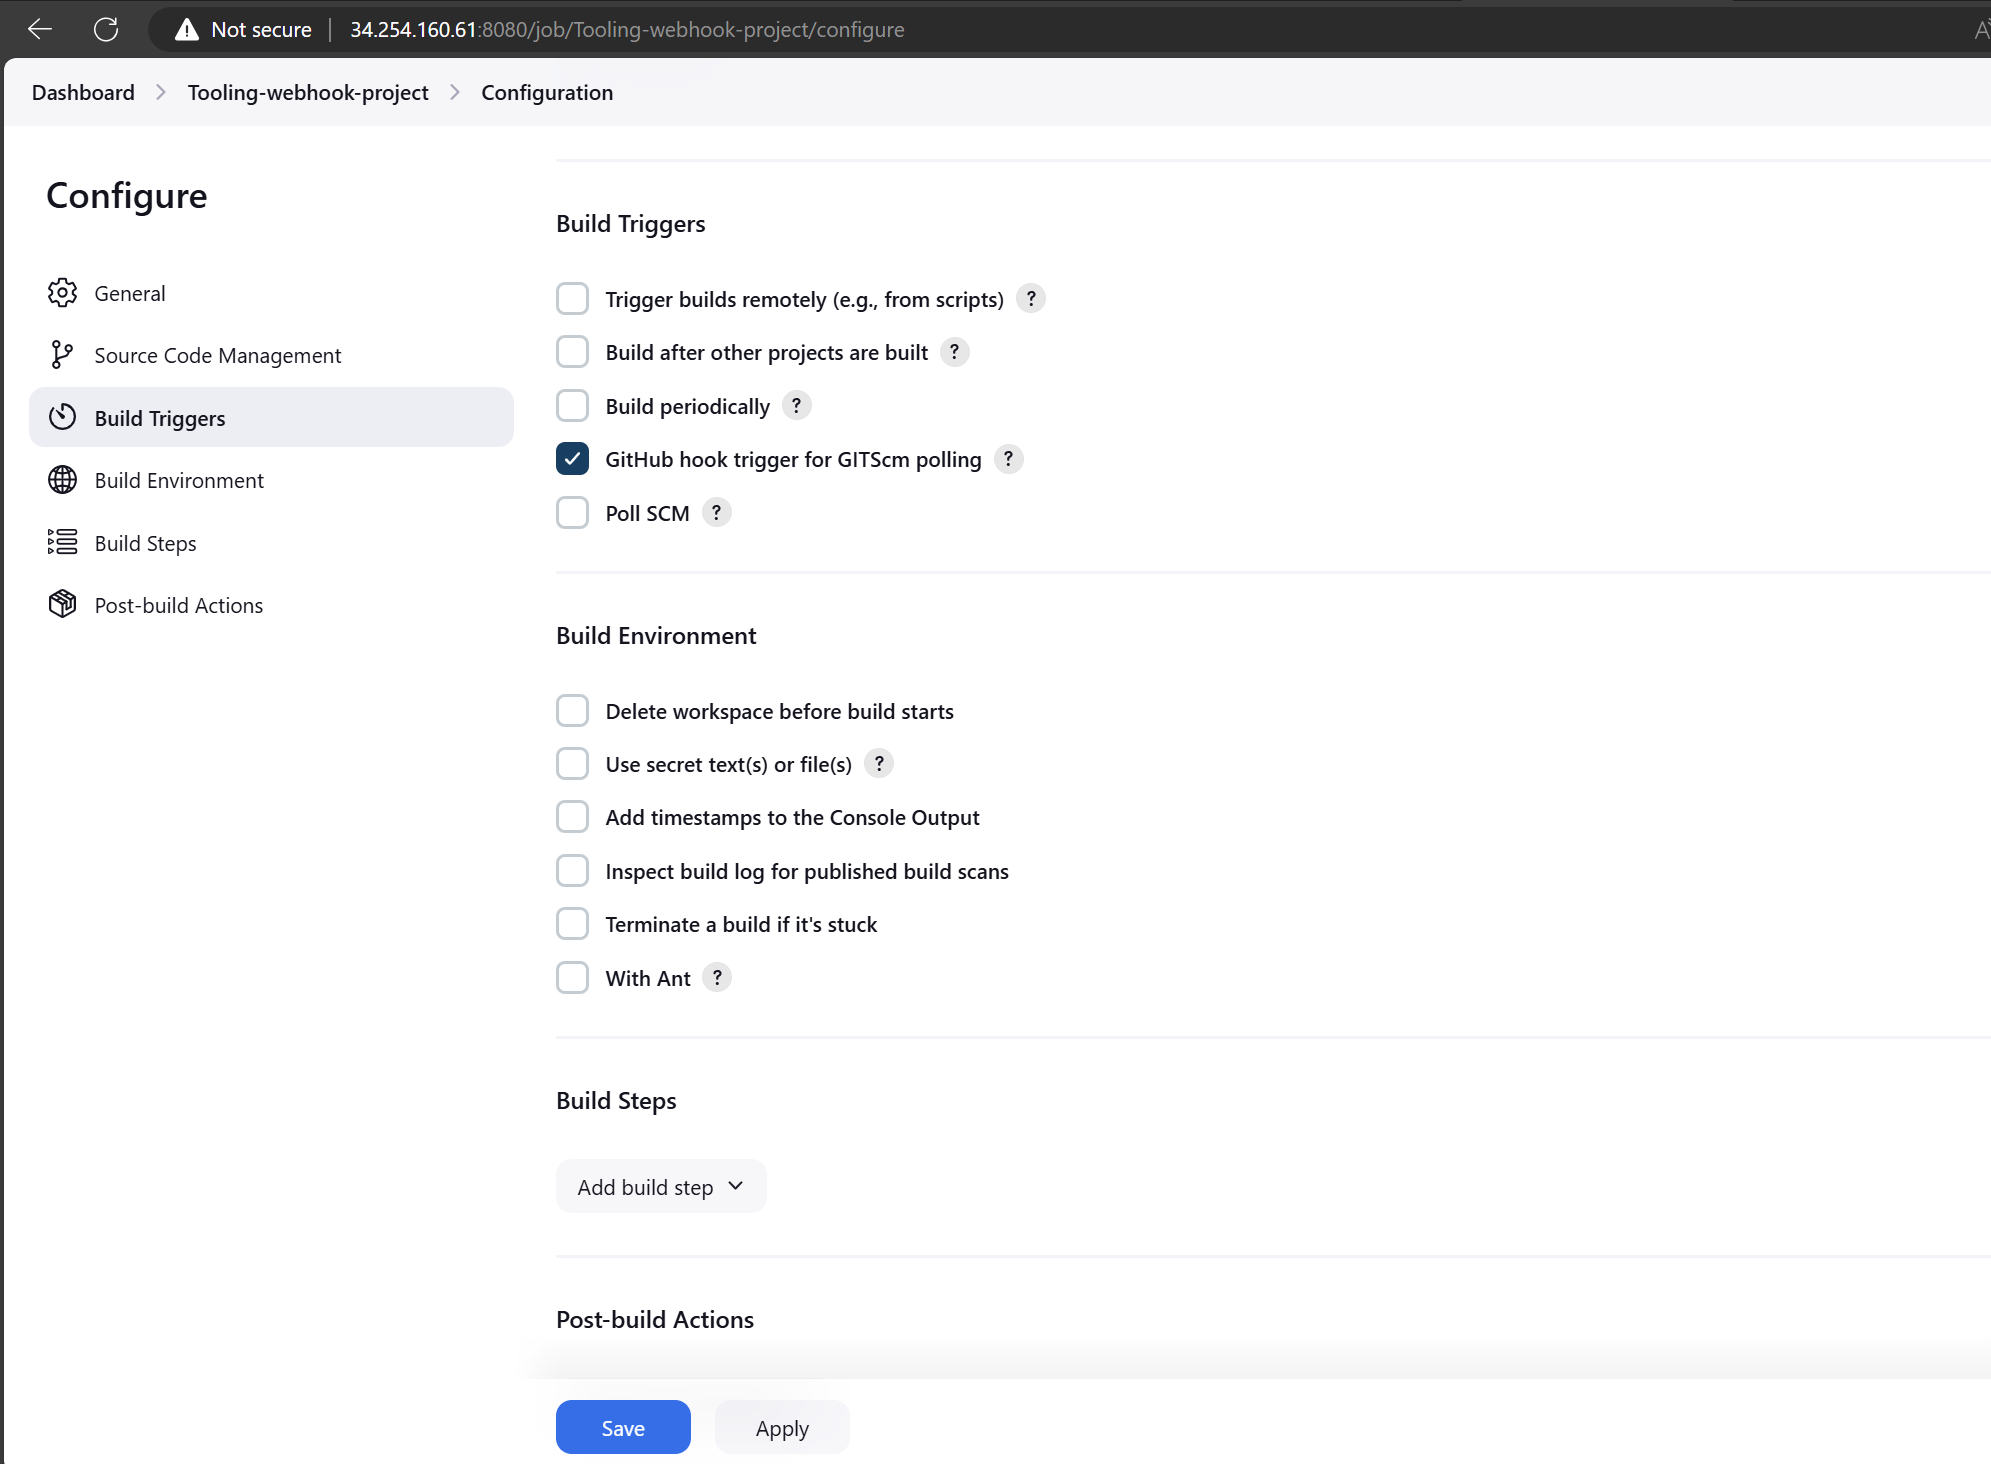 Not secure | 34.254.160.61:8080/job/Tooling-webhook-project/configure
Dashboard > Tooling-webhook-project > Configuration
Configure
General
Source Code Management
Build Triggers
Build Environment
Build Steps
Post-build Actions
Build Triggers
Trigger builds remotely (e.g., from scripts) ?
Build after other projects are built ?
Build periodically ?
GitHub hook trigger for GITScm polling ?
Poll SCM ?
Build Environment
Delete workspace before build starts
Use secret text(s) or file(s) ?
Add timestamps to the Console Output
Inspect build log for published build scans
Terminate a build if it's stuck
With Ant ?
Build Steps
Add build step
Post-build Actions
Save
Apply